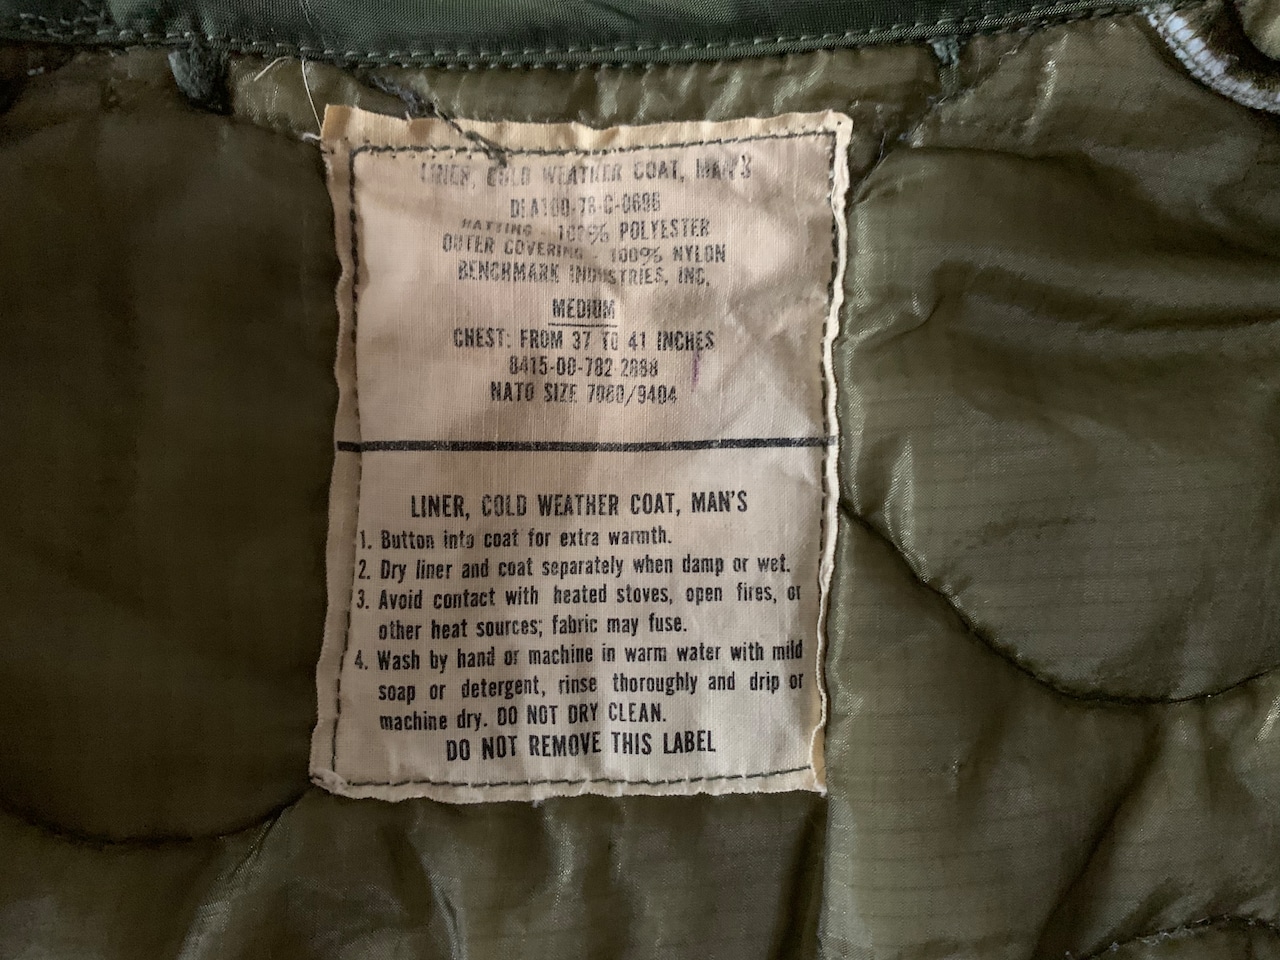 LINER, COLD WEATHER COAT, MAN'S
DLA100-78-C-0696
BATTING - 100% POLYESTER
OUTER COVERING - 100% NYLON
BENCHMARK INDUSTRIES, INC.
MEDIUM
CHEST: FROM 37 TO 41 INCHES
8415-00-782-2888
NATO SIZE 7080/9404
LINER, COLD WEATHER COAT, MAN'S
1. Button into coat for extra warmth.
2. Dry liner and coat separately when damp or wet.
3. Avoid contact with heated stoves, open fires, or
other heat sources; fabric may fuse.
4. Wash by hand or machine in warm water with mild
soap or detergent, rinse thoroughly and drip or
machine dry. DO NOT DRY CLEAN.
DO NOT REMOVE THIS LABEL